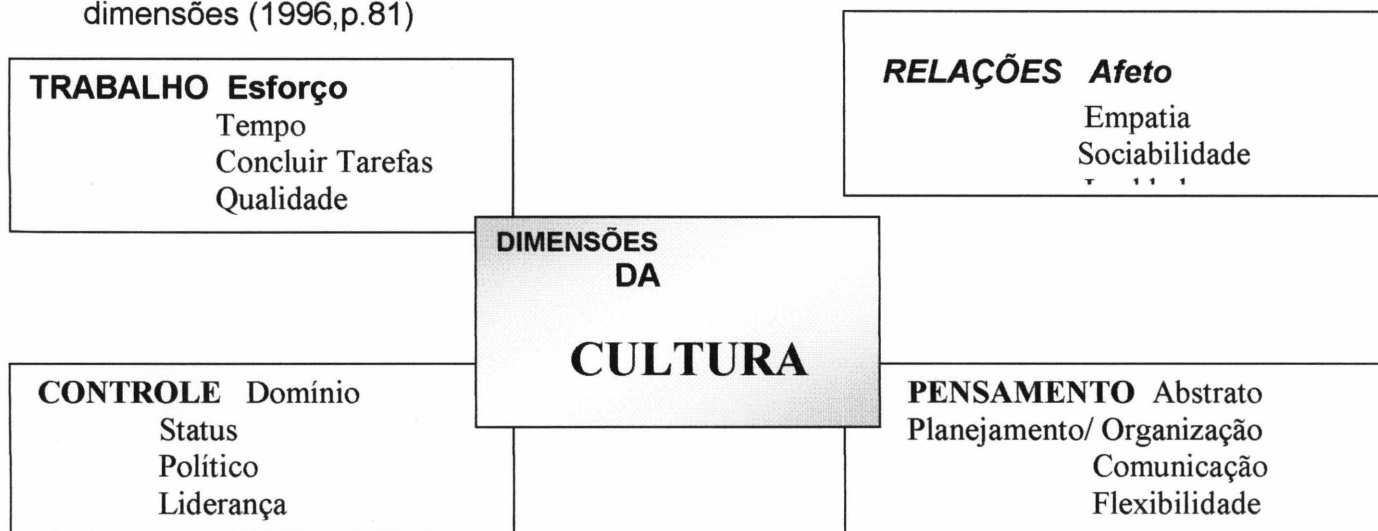 dimensões (1996,p.81)
TRABALHO Esforço
Tempo
Concluir Tarefas
Qualidade
RELAÇÕES Afeto
Empatia
Sociabilidade
DIMENSÕES
DA
CULTURA
CONTROLE Domínio
Status
Político
Liderança
PENSAMENTO Abstrato
Planejamento/ Organização
Comunicação
Flexibilidade